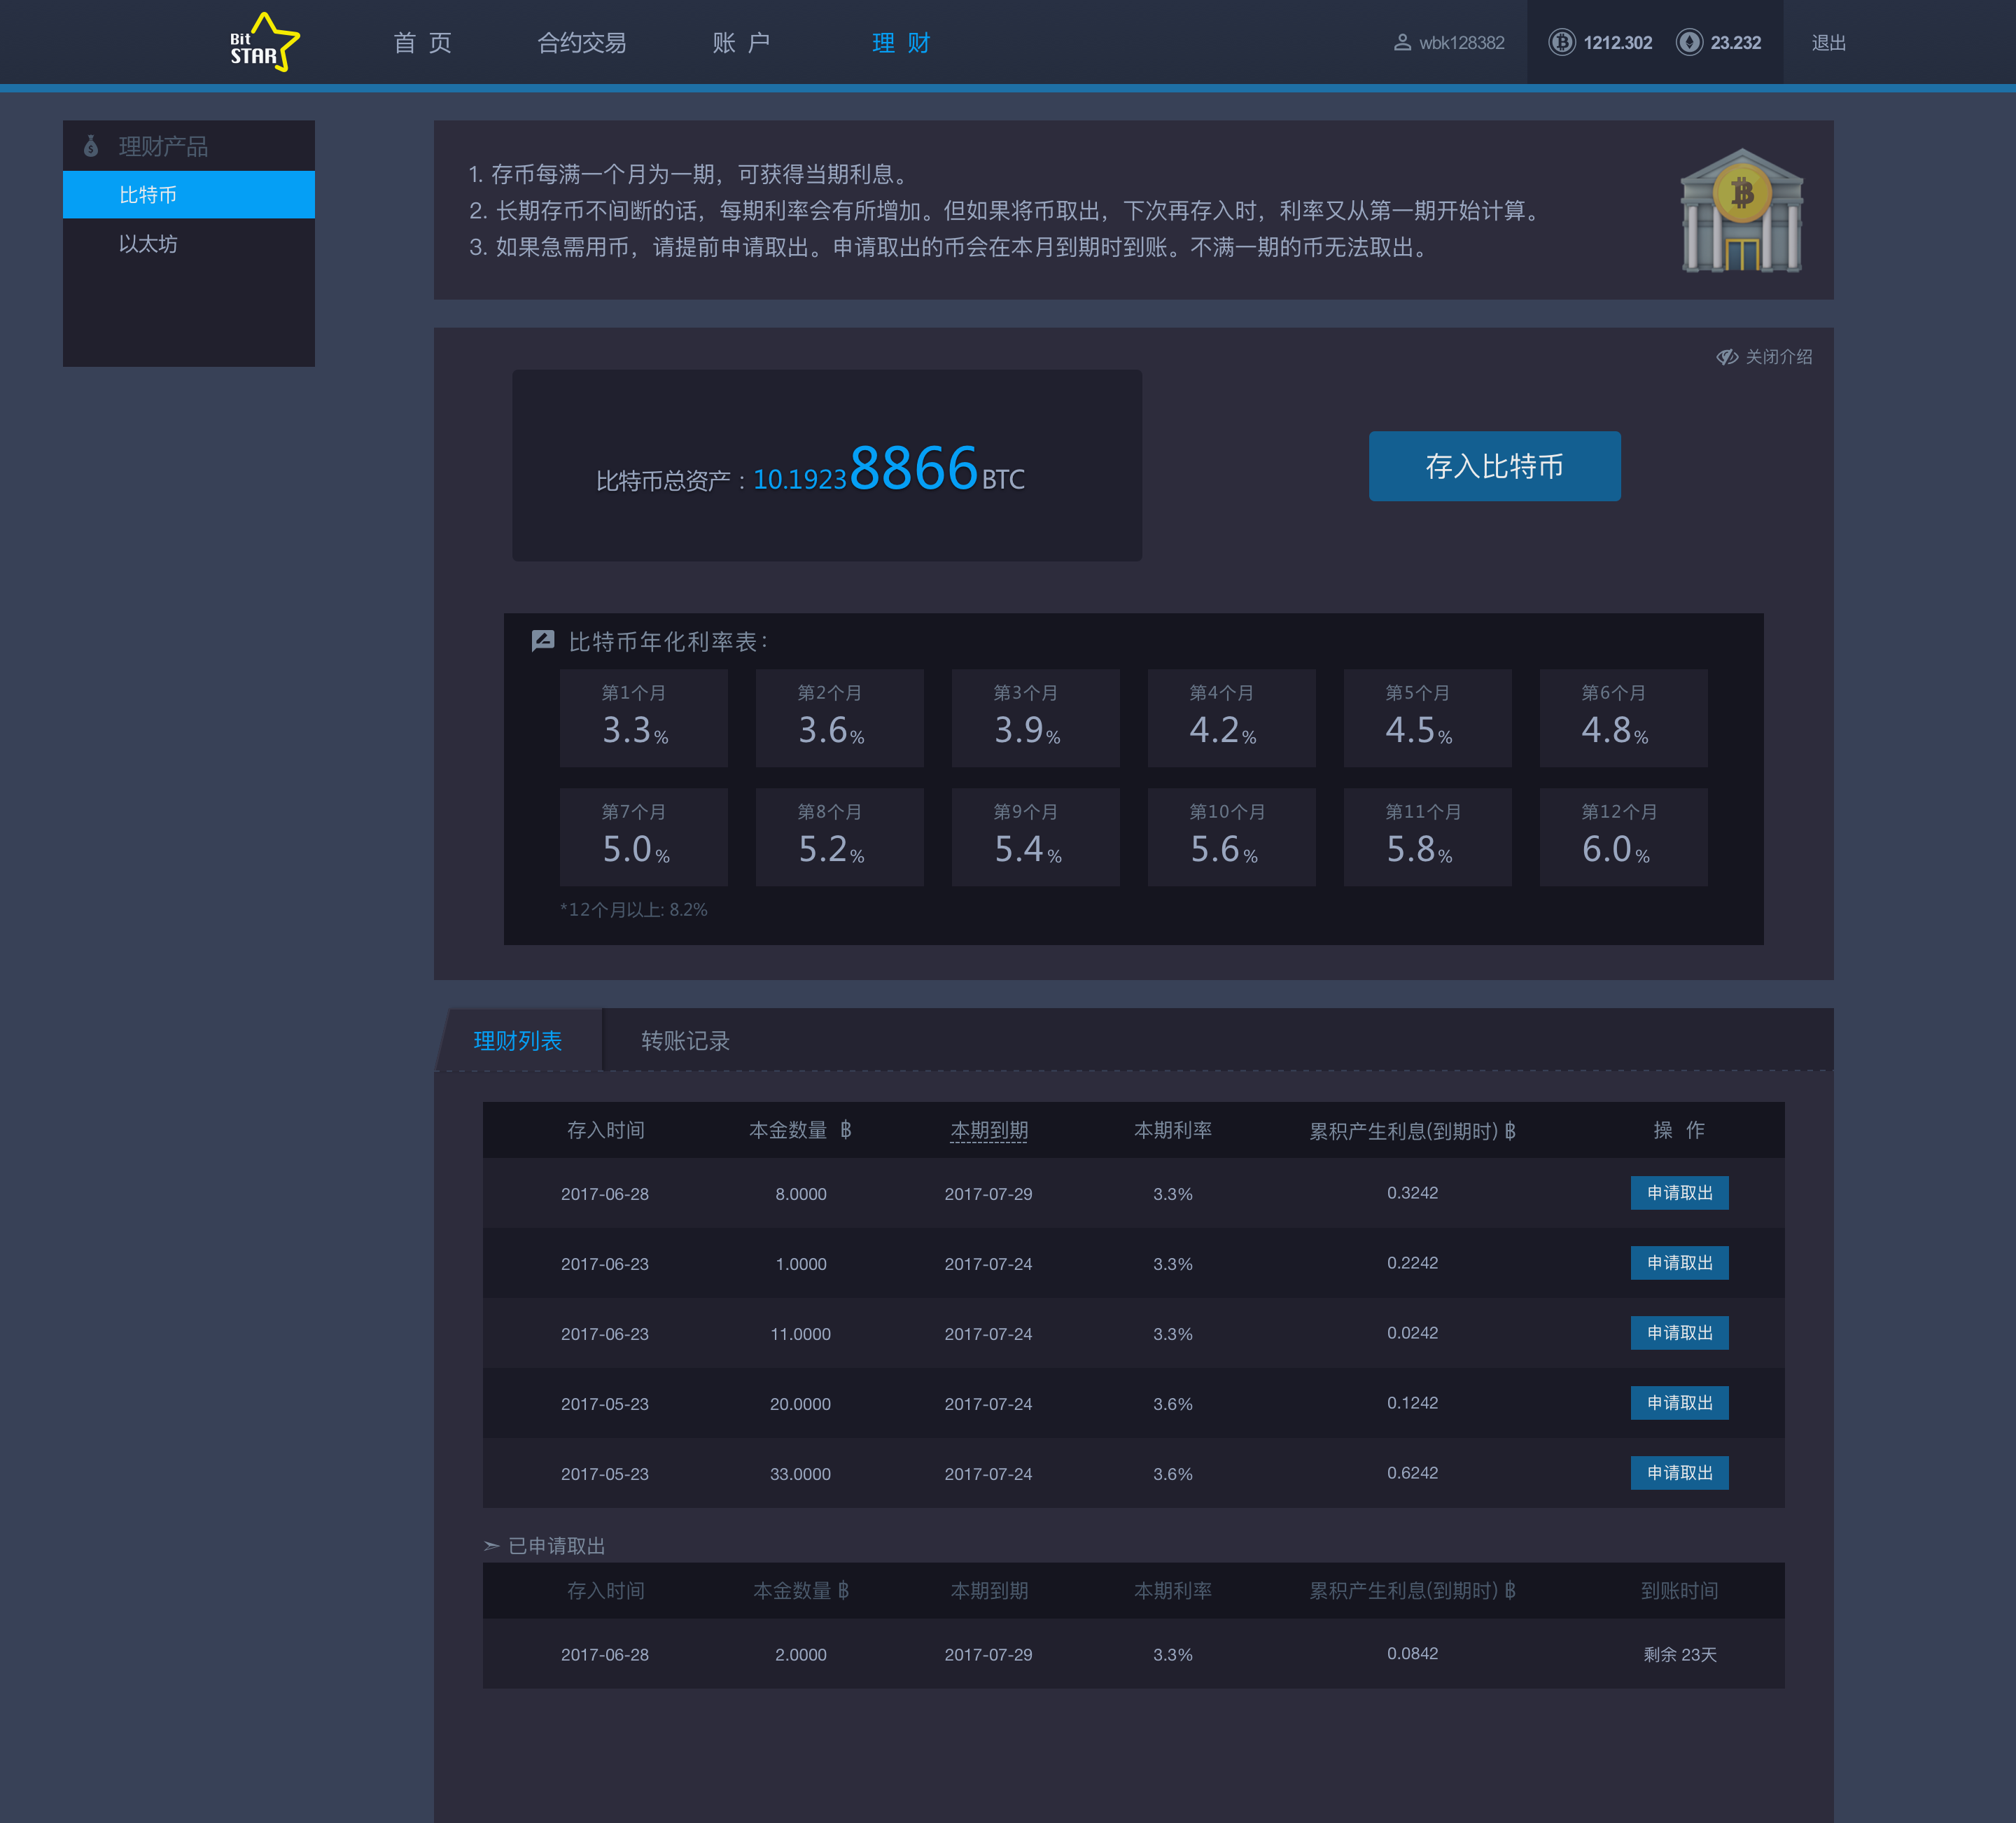 Bit
STAR
首 页
合约交易
账 户
理 财
wbk128382
1212.302
23.232
退出
理财产品
比特币
以太坊
1. 存币每满一个月为一期，可获得当期利息。
2. 长期存币不间断的话，每期利率会有所增加。但如果将币取出，下次再存入时，利率又从第一期开始计算。
3. 如果急需用币，请提前申请取出。申请取出的币会在本月到期时到账。不满一期的币无法取出。
关闭介绍
比特币总资产：10.19238866BTC
存入比特币
比特币年化利率表：
第1个月 第2个月 第3个月 第4个月 第5个月 第6个月
3.3% 3.6% 3.9% 4.2% 4.5% 4.8%
第7个月 第8个月 第9个月 第10个月 第11个月 第12个月
5.0% 5.2% 5.4% 5.6% 5.8% 6.0%
*12个月以上: 8.2%
理财列表 转账记录
存入时间 本金数量 ฿ 本期到期 本期利率 累积产生利息(到期时) ฿ 操 作
2017-06-28 8.0000 2017-07-29 3.3% 0.3242 申请取出
2017-06-23 1.0000 2017-07-24 3.3% 0.2242 申请取出
2017-06-23 11.0000 2017-07-24 3.3% 0.0242 申请取出
2017-05-23 20.0000 2017-07-24 3.6% 0.1242 申请取出
2017-05-23 33.0000 2017-07-24 3.6% 0.6242 申请取出
➣ 已申请取出
存入时间 本金数量 ฿ 本期到期 本期利率 累积产生利息(到期时) ฿ 到账时间
2017-06-28 2.0000 2017-07-29 3.3% 0.0842 剩余 23天